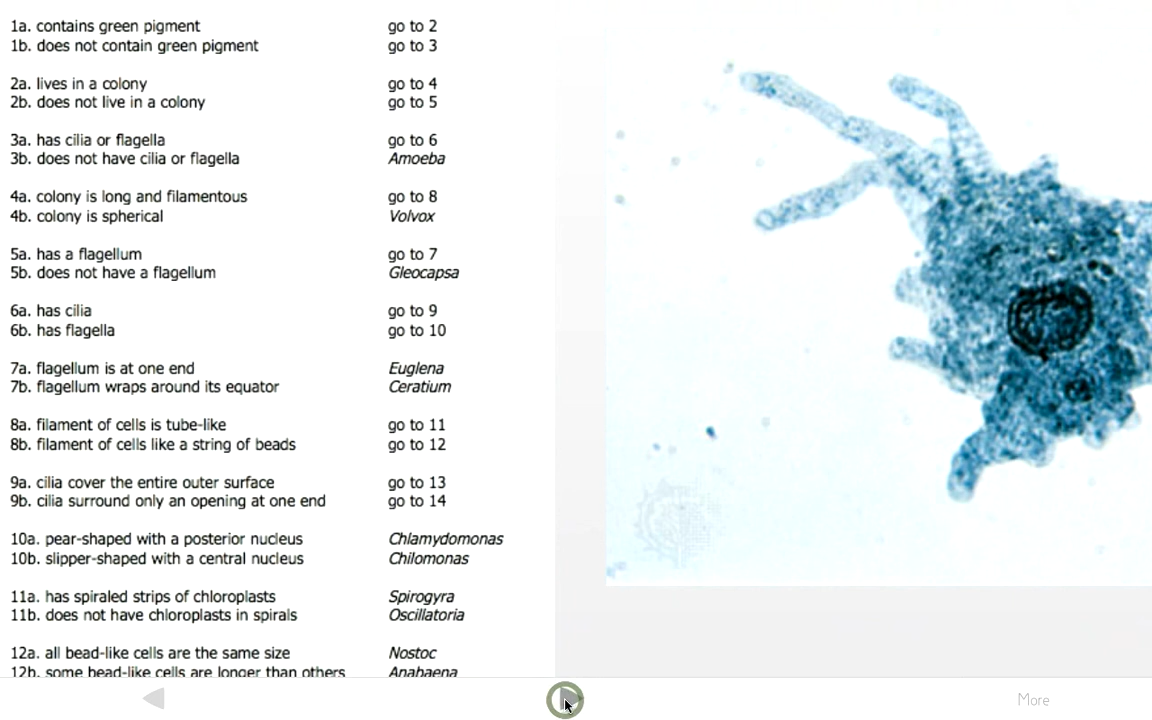 1a. contains green pigment go to 2
1b. does not contain green pigment go to 3
2a. lives in a colony go to 4
2b. does not live in a colony go to 5
3a. has cilia or flagella go to 6
3b. does not have cilia or flagella Amoeba
4a. colony is long and filamentous go to 8
4b. colony is spherical Volvox
5a. has a flagellum go to 7
5b. does not have a flagellum Gleocapsa
6a. has cilia go to 9
6b. has flagella go to 10
7a. flagellum is at one end Euglena
7b. flagellum wraps around its equator Ceratium
8a. filament of cells is tube-like go to 11
8b. filament of cells like a string of beads go to 12
9a. cilia cover the entire outer surface go to 13
9b. cilia surround only an opening at one end go to 14
10a. pear-shaped with a posterior nucleus Chlamydomonas
10b. slipper-shaped with a central nucleus Chilomonas
11a. has spiraled strips of chloroplasts Spirogyra
11b. does not have chloroplasts in spirals Oscillatoria
12a. all bead-like cells are the same size Nostoc
12b. some bead-like cells are longer than others Anabaena
More